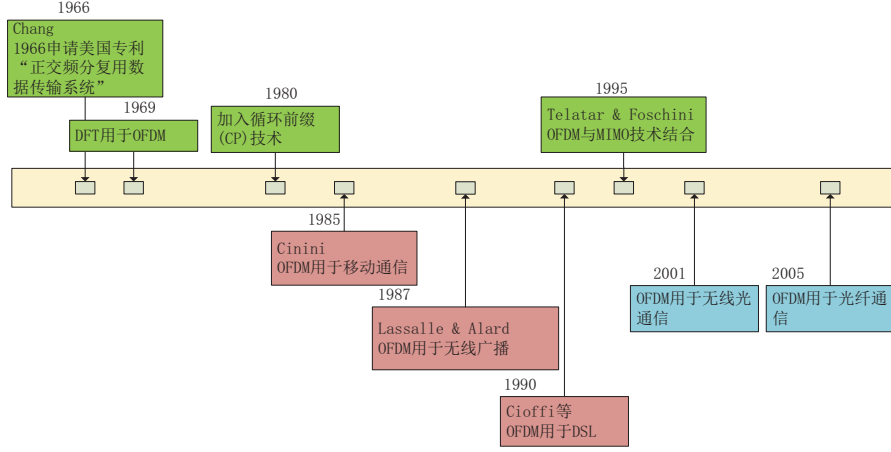 1966
Chang
1966申请美国专利
“正交频分复用数
据传输系统”
1969
DFT用于OFDM
1980
加入循环前缀
(CP)技术
1995
Telatar & Foschini
OFDM与MIMO技术结合
1985
Cinini
OFDM用于移动通信
1987
Lassalle & Alard
OFDM用于无线广播
1990
Cioffi等
OFDM用于DSL
2001
OFDM用于无线光
通信
2005
OFDM用于光纤通
信